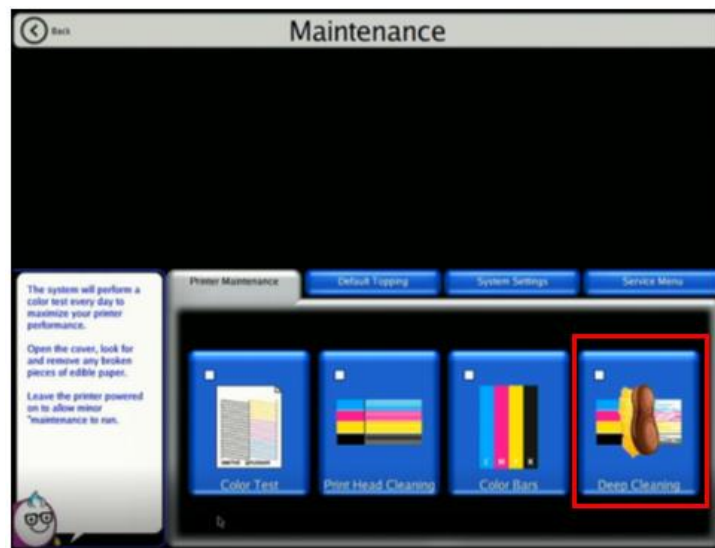 Back
Maintenance
The system will perform a
color test every day to
maximize your printer
performance.
Open the cover, look for
and remove any broken
pieces of edible paper.
Leave the printer powered
on to allow minor
"maintenance to run.
Printer Maintenance
Default Topping
System Settings
Service Menu
Color Test
Print Head Cleaning
C M Y K
Color Bars
Deep Cleaning